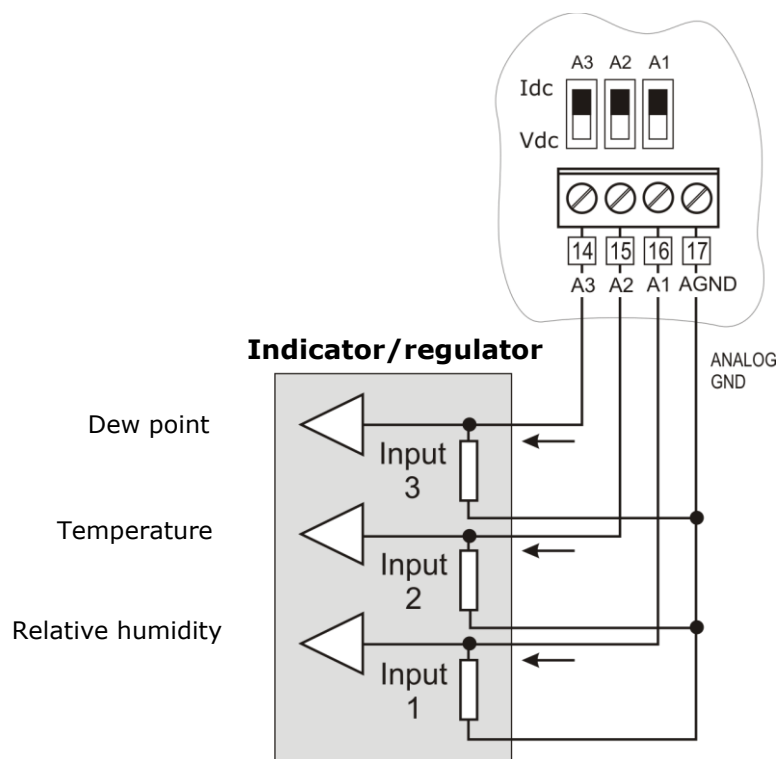 A3 A2 A1
Idc
Vdc
14 15 16 17
A3 A2 A1 AGND
ANALOG
GND
Indicator/regulator
Dew point
Input
3
Temperature
Input
2
Relative humidity
Input
1